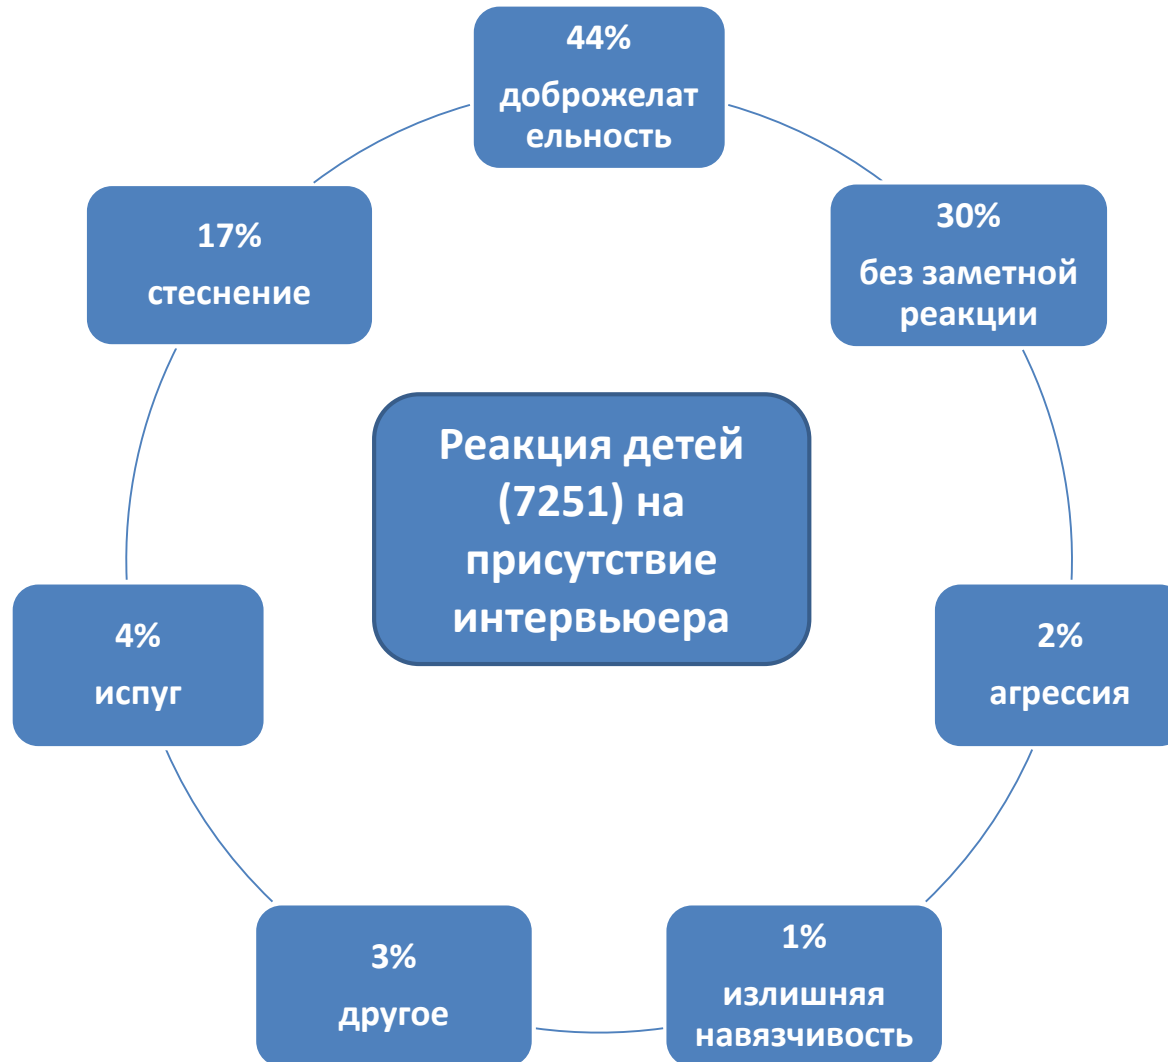 44%
доброжелат
ельность
30%
без заметной
реакции
2%
агрессия
1%
излишняя
навязчивость
3%
другое
4%
испуг
17%
стеснение
Реакция детей
(7251) на
присутствие
интервьюера